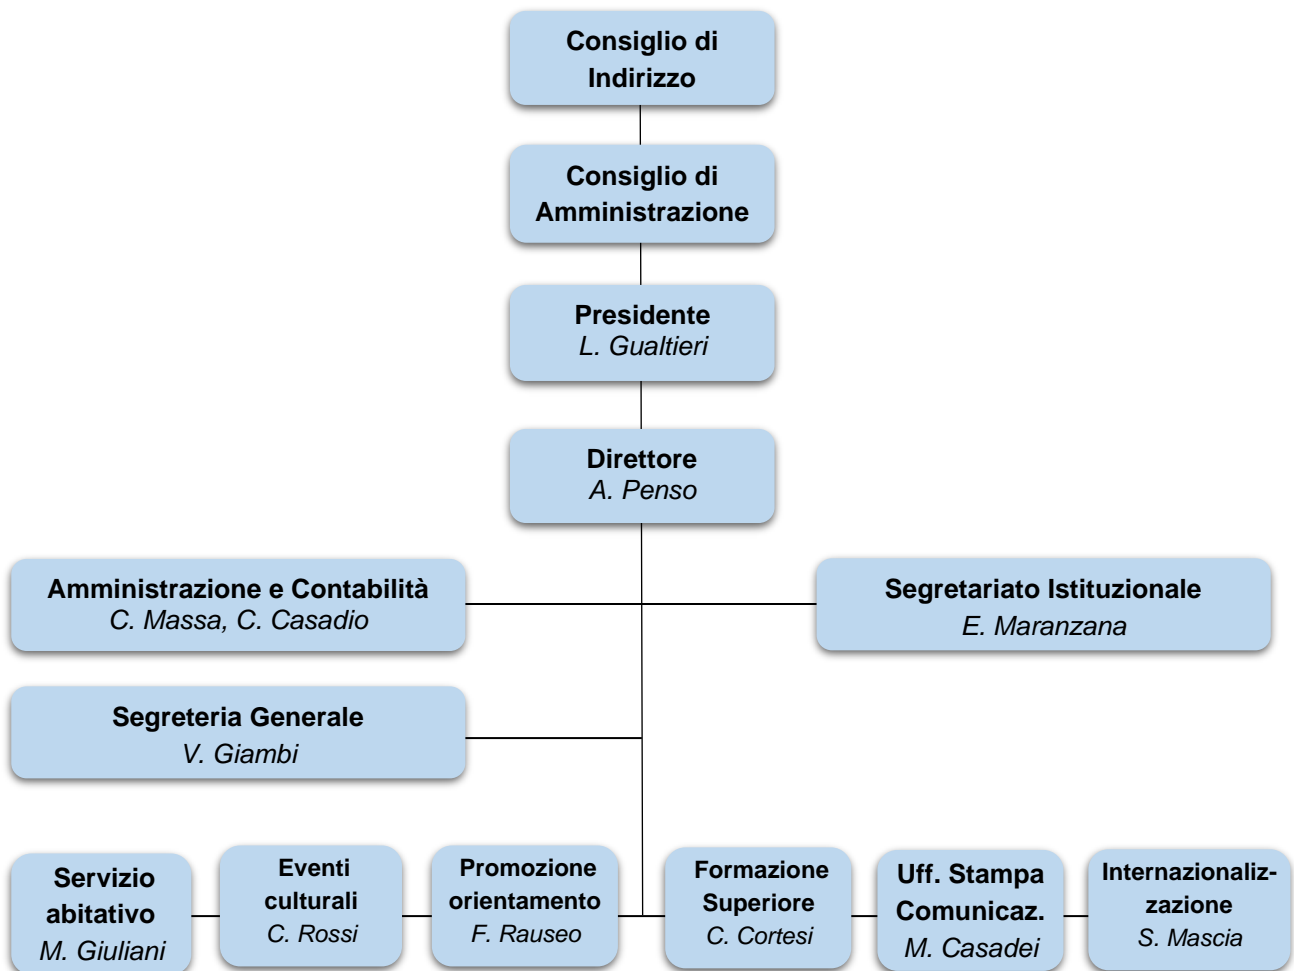 Consiglio di
Indirizzo
Consiglio di
Amministrazione
Presidente
L. Gualtieri
Direttore
A. Penso
Amministrazione e Contabilità
C. Massa, C. Casadio
Segretariato Istituzionale
E. Maranzana
Segreteria Generale
V. Giambi
Servizio
abitativo
M. Giuliani
Eventi
culturali
C. Rossi
Promozione
orientamento
F. Rauseo
Formazione
Superiore
C. Cortesi
Uff. Stampa
Comunicaz.
M. Casadei
Internazionaliz-
zazione
S. Mascia